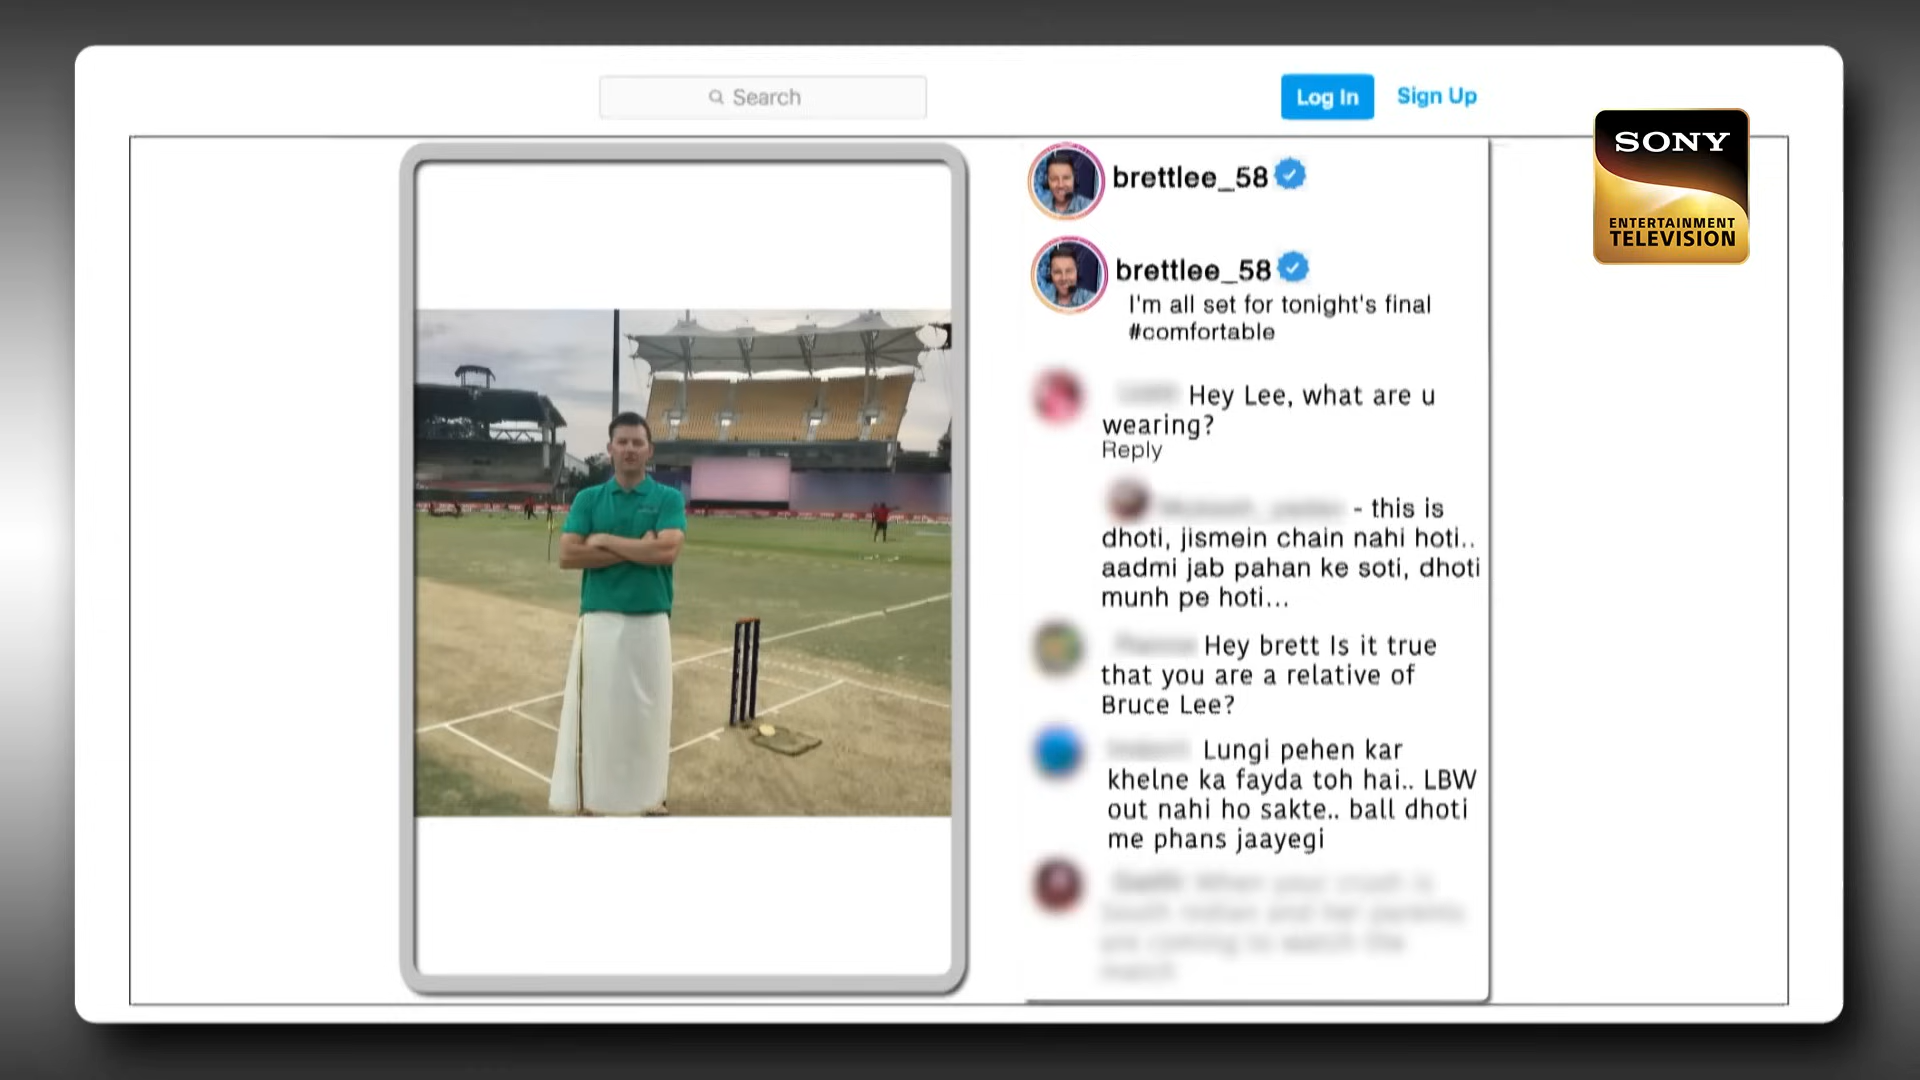 Search
Log In
Sign Up
SONY
ENTERTAINMENT
TELEVISION
brettlee_58
brettlee_58
I'm all set for tonight's final
#comfortable
Hey Lee, what are u
wearing?
Reply
- this is
dhoti, jismein chain nahi hoti..
aadmi jab pahan ke soti, dhoti
munh pe hoti...
Hey brett Is it true
that you are a relative of
Bruce Lee?
Lungi pehen kar
khelne ka fayda toh hai.. LBW
out nahi ho sakte.. ball dhoti
me phans jaayegi